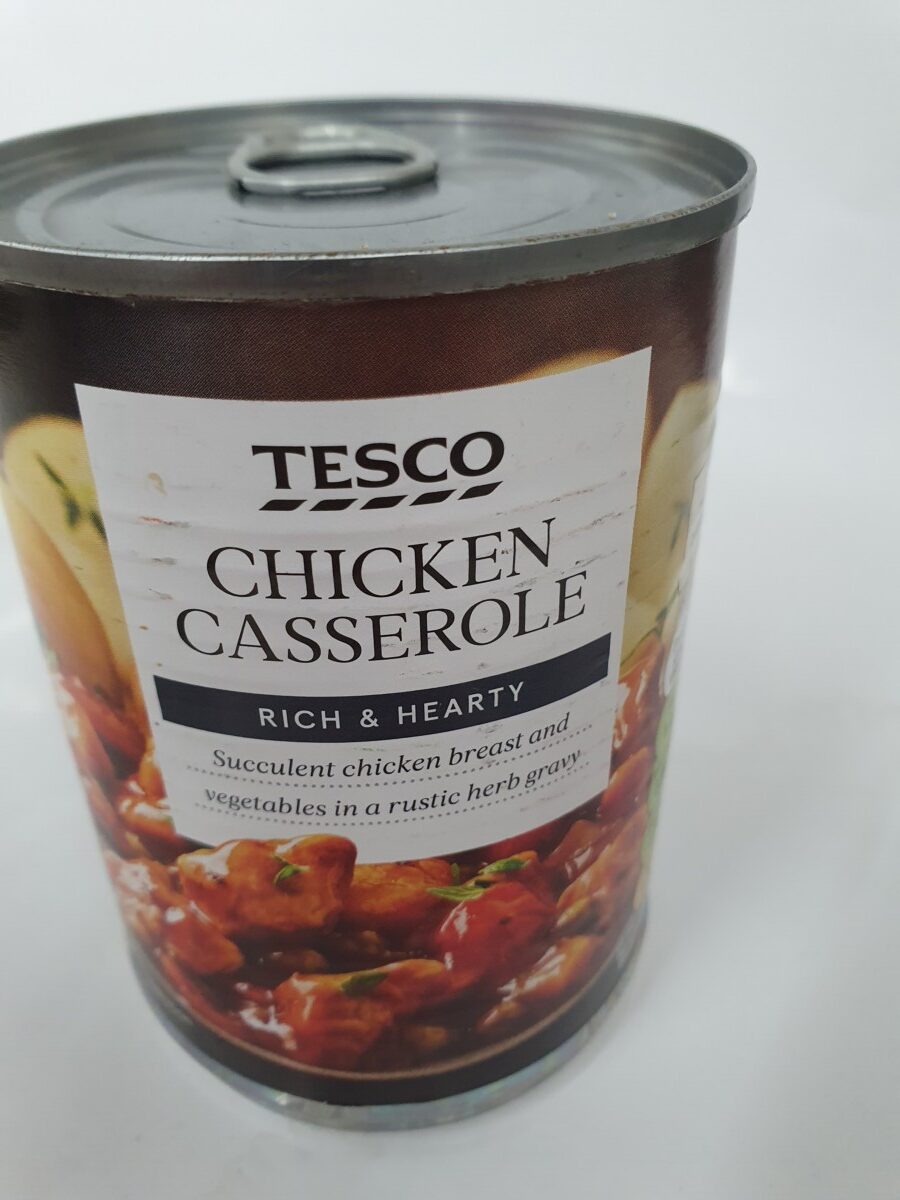 TESCO
CHICKEN
CASSEROLE
RICH & HEARTY
Succulent chicken breast and
vegetables in a rustic herb gravy